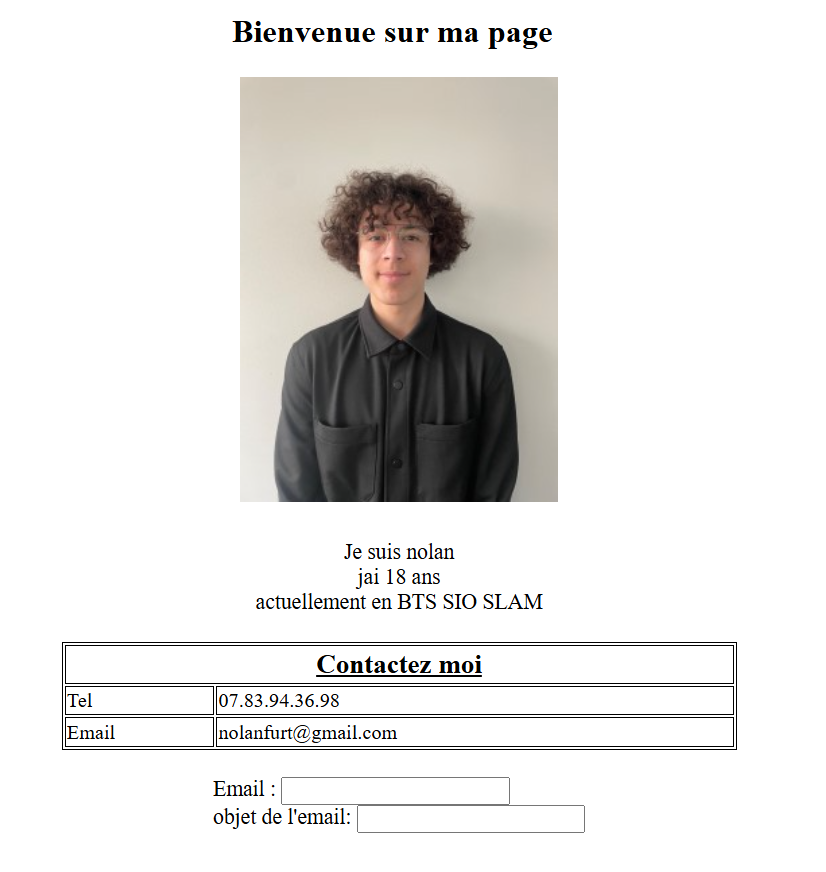 Bienvenue sur ma page
Je suis nolan
jai 18 ans
actuellement en BTS SIO SLAM
Contactez moi
Tel 07.83.94.36.98
Email nolanfurt@gmail.com
Email :
objet de l'email: